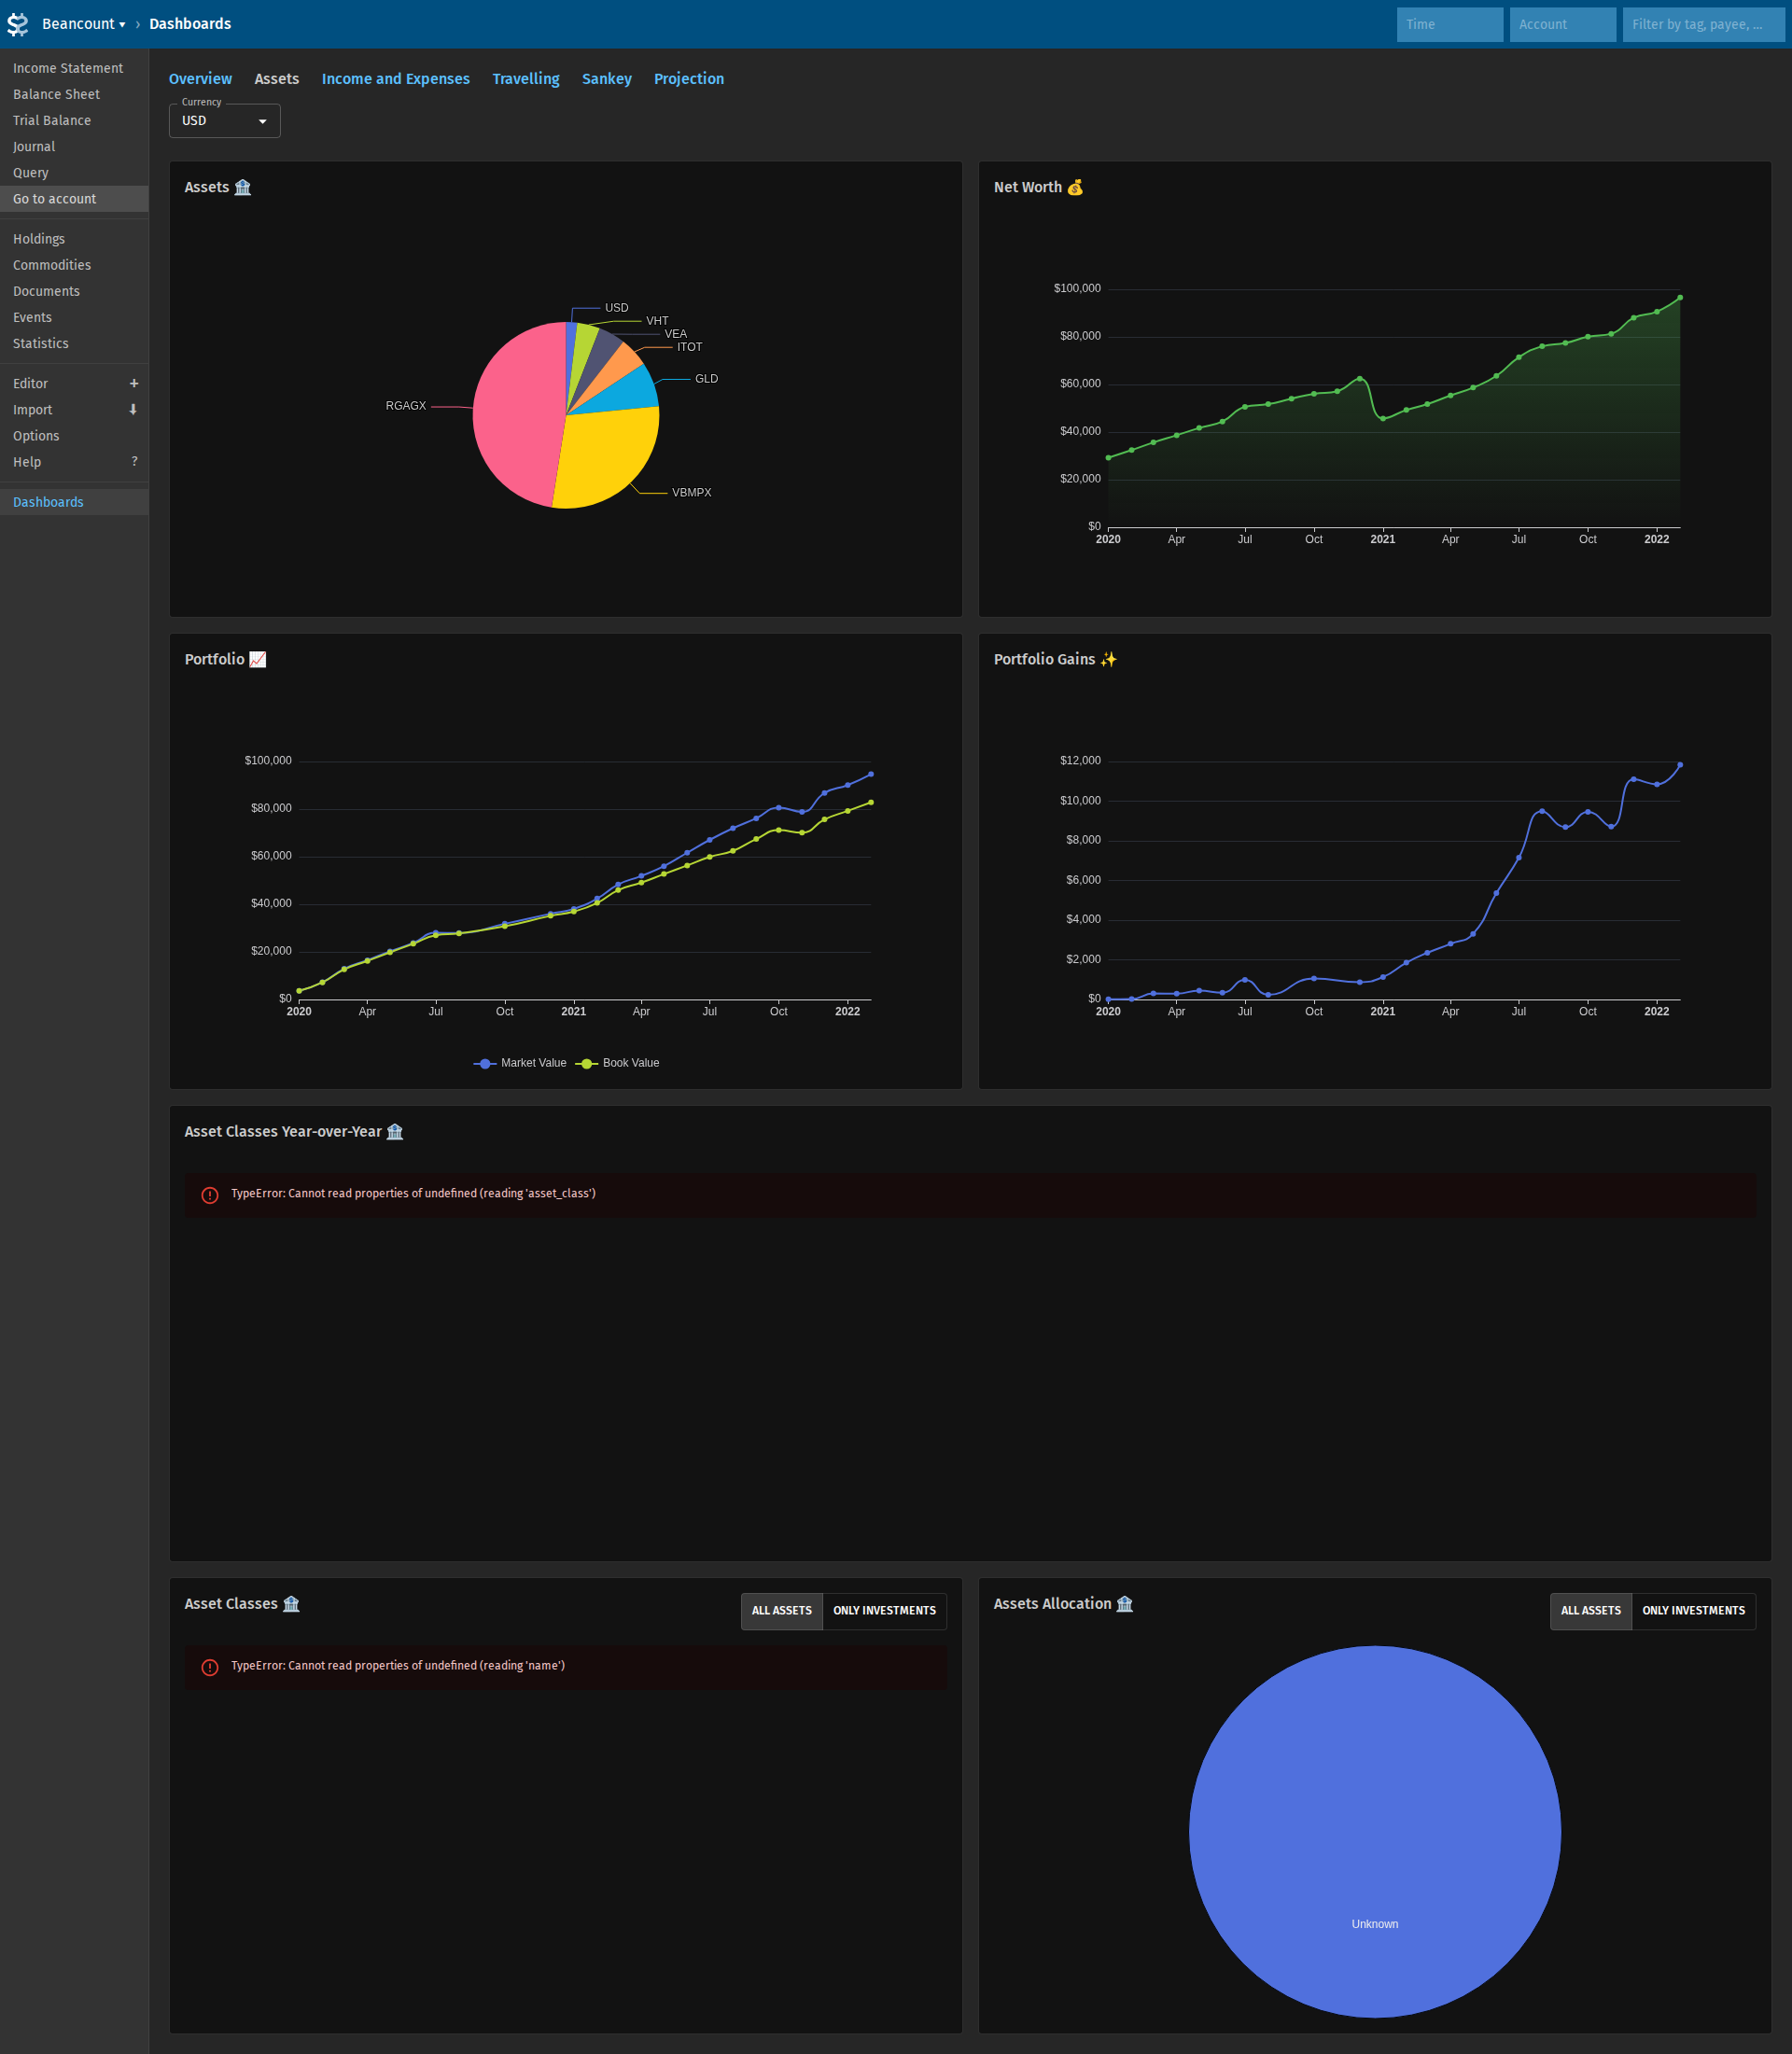 Beancount ▾ › Dashboards
Time
Account
Filter by tag, payee, ...
Income Statement
Balance Sheet
Trial Balance
Journal
Query
Go to account
Holdings
Commodities
Documents
Events
Statistics
Editor +
Import ⬇
Options
Help ?
Dashboards
Overview Assets Income and Expenses Travelling Sankey Projection
Currency
USD
Assets 🏦
USD
VHT
VEA
ITOT
GLD
RGAGX
VBMPX
Net Worth 💰
$100,000
$80,000
$60,000
$40,000
$20,000
$0
2020 Apr Jul Oct 2021 Apr Jul Oct 2022
Portfolio 📈
$100,000
$80,000
$60,000
$40,000
$20,000
$0
2020 Apr Jul Oct 2021 Apr Jul Oct 2022
Market Value Book Value
Portfolio Gains ✨
$12,000
$10,000
$8,000
$6,000
$4,000
$2,000
$0
2020 Apr Jul Oct 2021 Apr Jul Oct 2022
Asset Classes Year-over-Year 🏦
TypeError: Cannot read properties of undefined (reading 'asset_class')
Asset Classes 🏦
ALL ASSETS ONLY INVESTMENTS
TypeError: Cannot read properties of undefined (reading 'name')
Assets Allocation 🏦
ALL ASSETS ONLY INVESTMENTS
Unknown